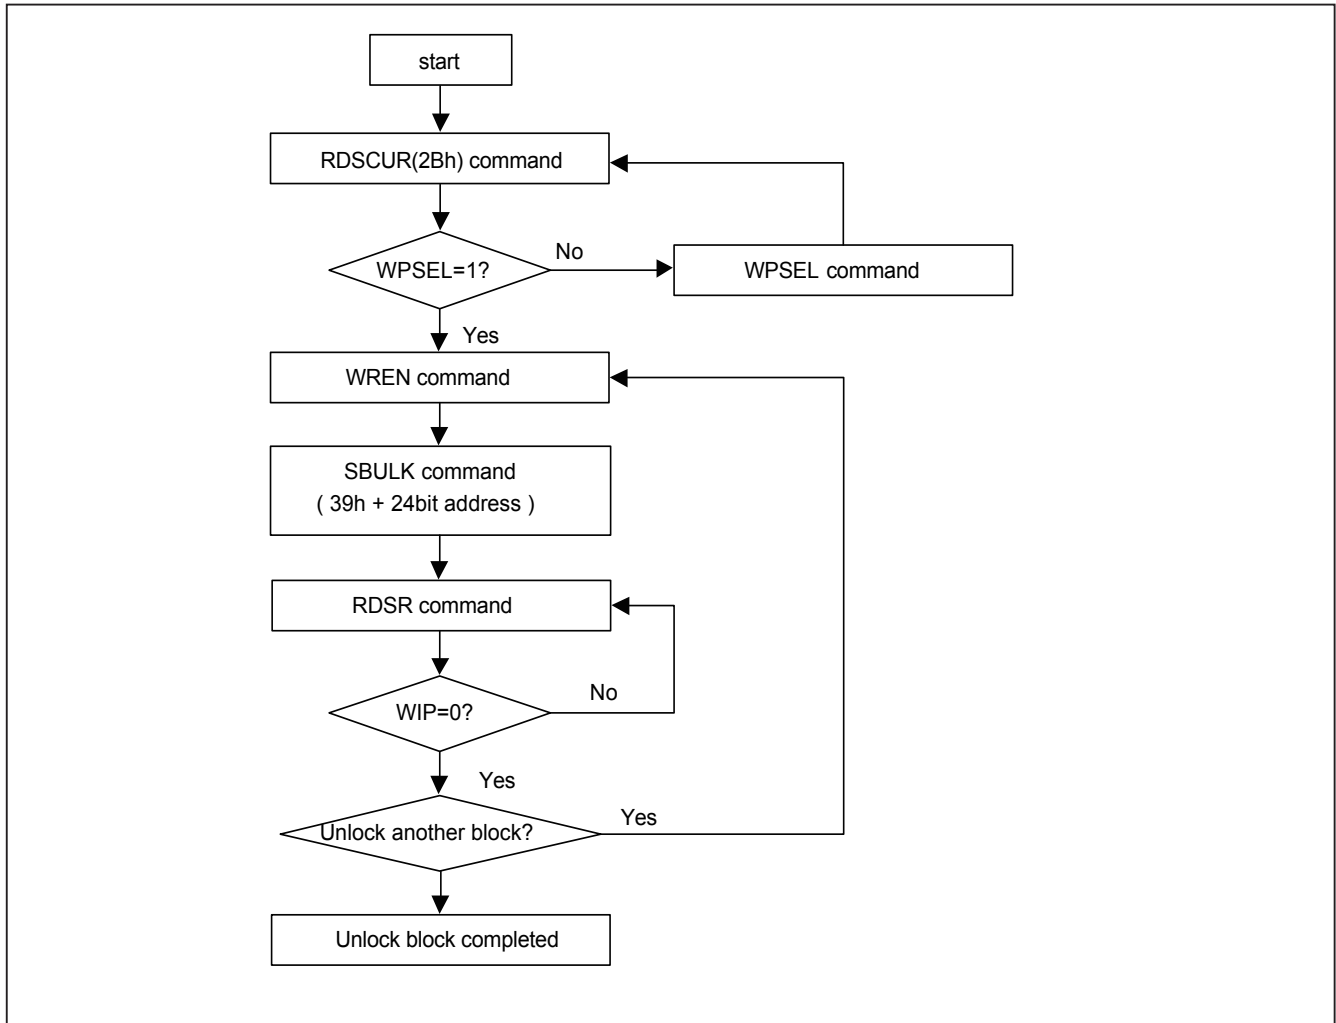 start
RDSCUR(2Bh) command
WPSEL=1?
No
WPSEL command
Yes
WREN command
SBULK command
( 39h + 24bit address )
RDSR command
WIP=0?
No
Yes
Unlock another block?
Yes
Unlock block completed